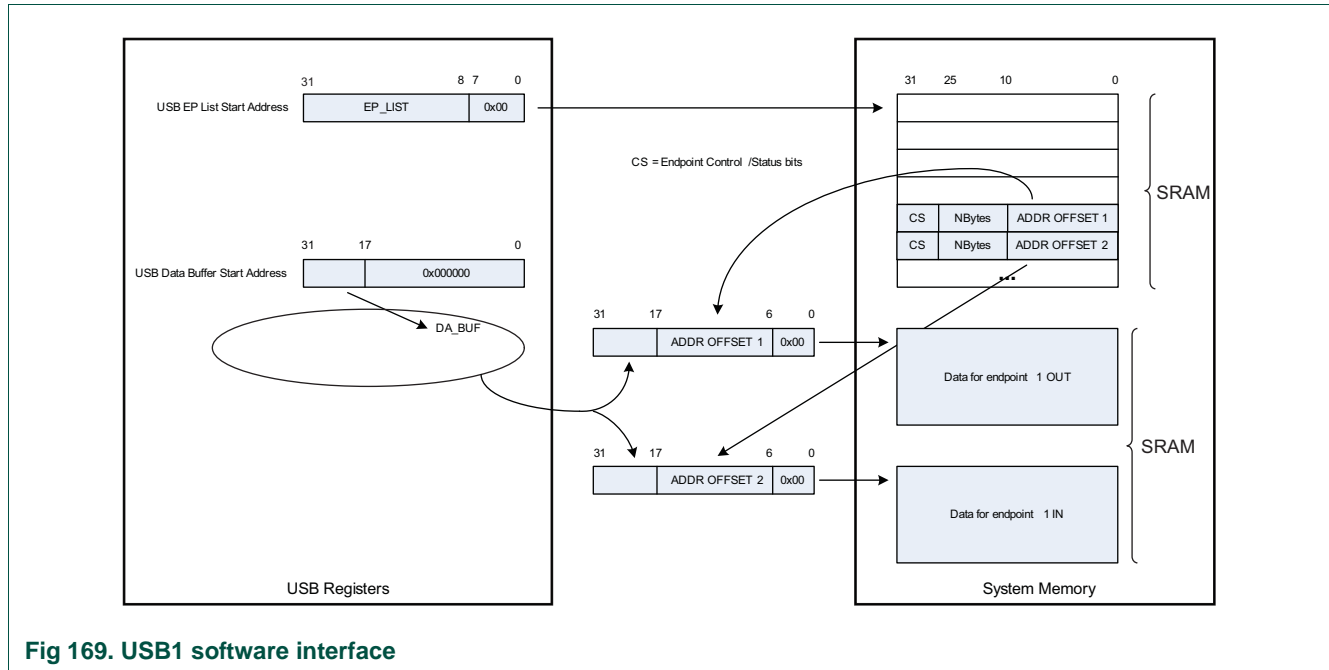 31 8 7 0
USB EP List Start Address EP_LIST 0x00
31 25 10 0
CS = Endpoint Control /Status bits
SRAM
CS NBytes ADDR OFFSET 1
CS NBytes ADDR OFFSET 2
...
31 17 0
USB Data Buffer Start Address 0x000000
DA_BUF
31 17 6 0
ADDR OFFSET 1 0x00
Data for endpoint 1 OUT
SRAM
31 17 6 0
ADDR OFFSET 2 0x00
Data for endpoint 1 IN
USB Registers
System Memory
Fig 169. USB1 software interface